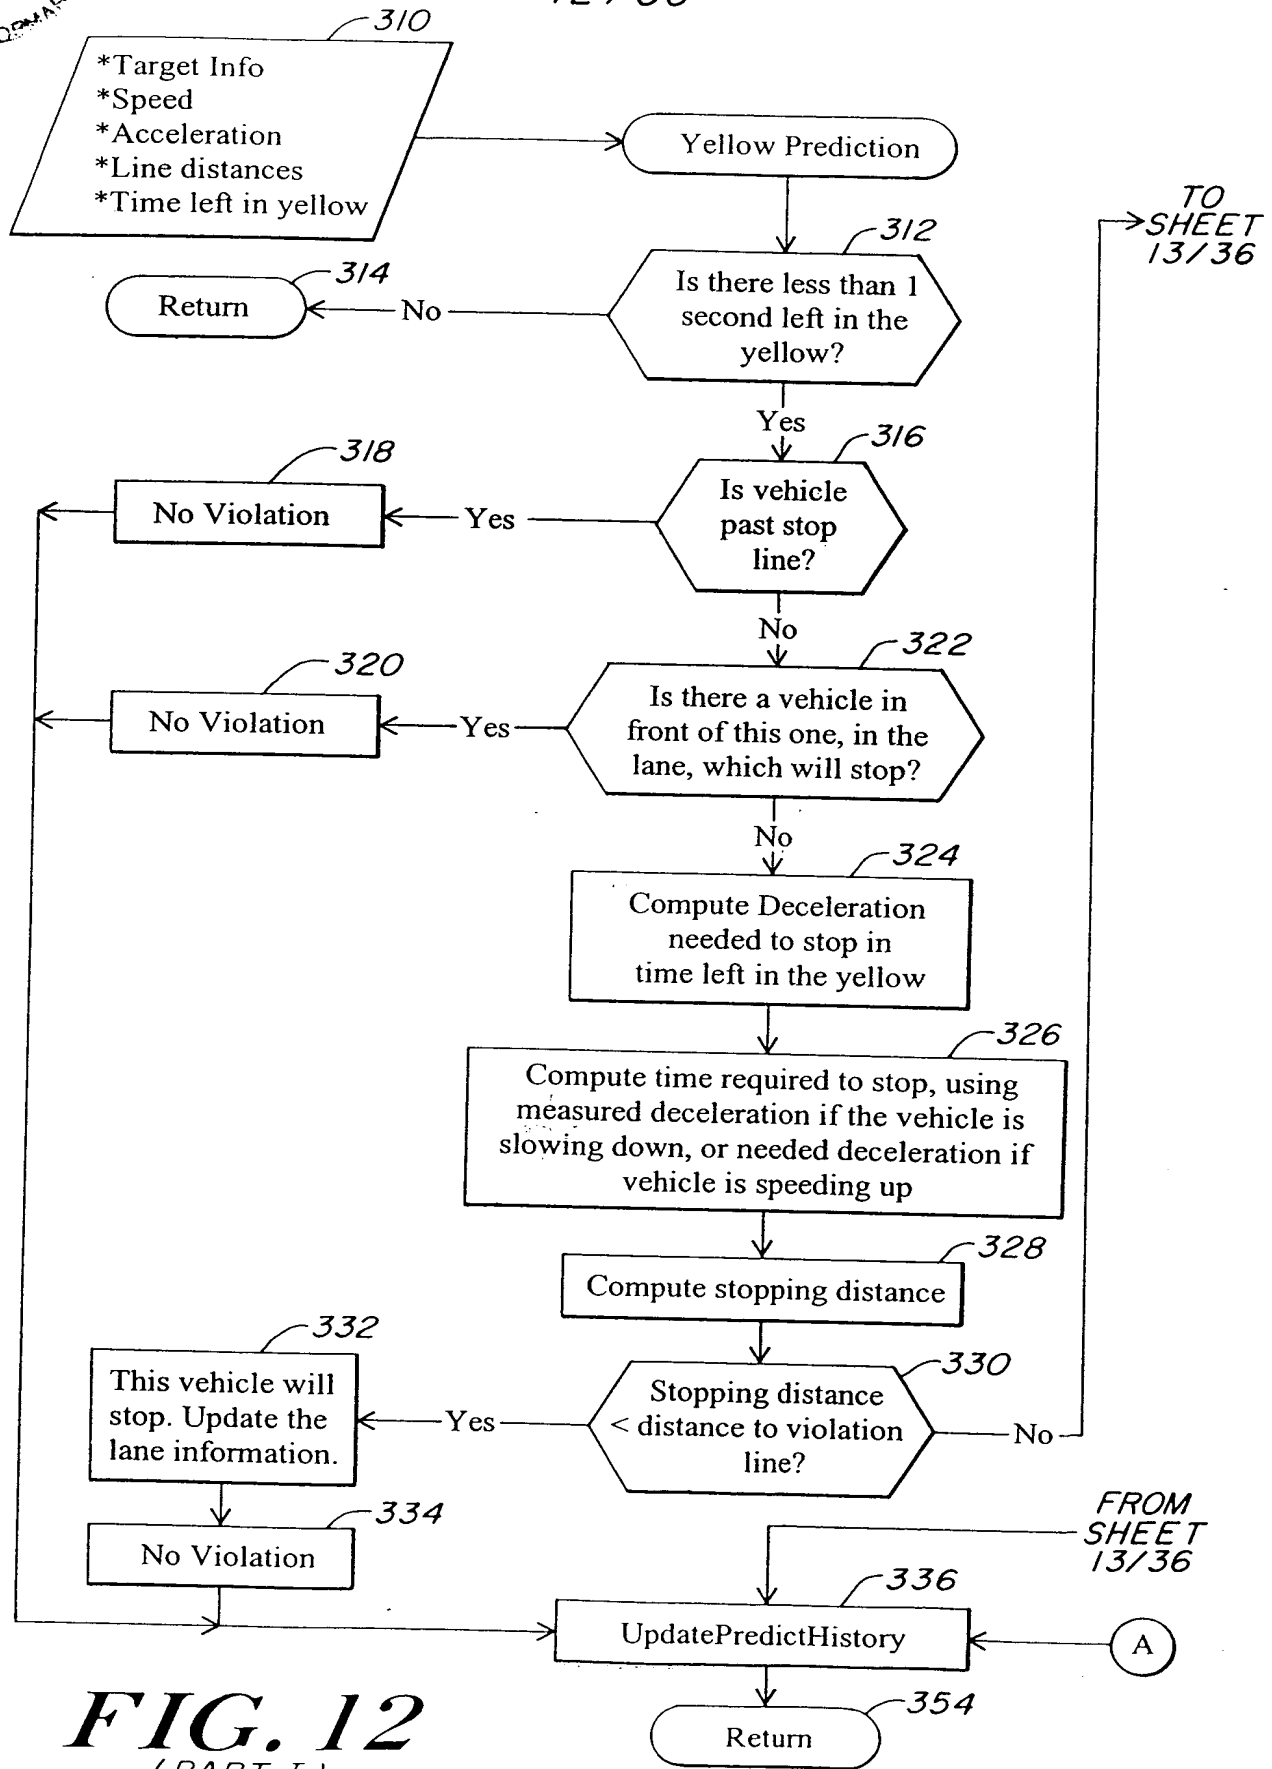 12/36
310
*Target Info
*Speed
*Acceleration
*Line distances
*Time left in yellow
Yellow Prediction
TO
SHEET
13/36
312
Is there less than 1
second left in the
yellow?
314
Return
No
Yes
316
Is vehicle
past stop
line?
318
No Violation
Yes
No
322
Is there a vehicle in
front of this one, in the
lane, which will stop?
320
No Violation
Yes
No
324
Compute Deceleration
needed to stop in
time left in the yellow
326
Compute time required to stop, using
measured deceleration if the vehicle is
slowing down, or needed deceleration if
vehicle is speeding up
328
Compute stopping distance
330
Stopping distance
< distance to violation
line?
No
332
This vehicle will
stop. Update the
lane information.
Yes
334
No Violation
FROM
SHEET
13/36
336
UpdatePredictHistory
A
354
Return
FIG. 12
(PART I)